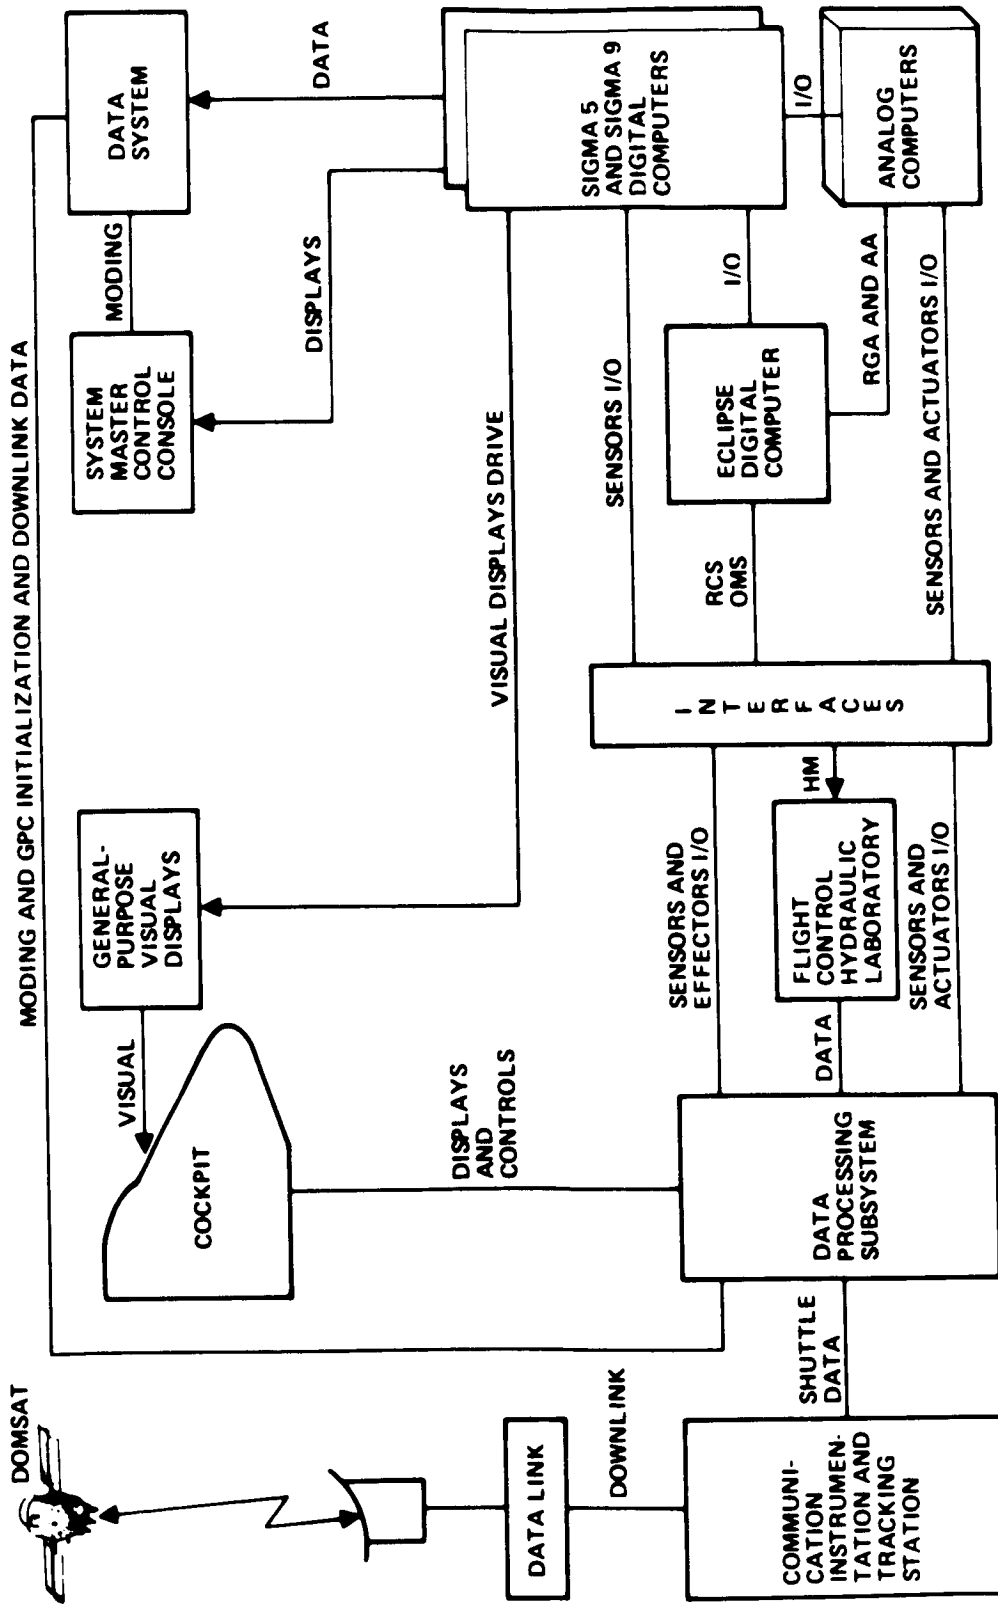 MODING AND GPC INITIALIZATION AND DOWNLINK DATA
DOMSAT
DATA LINK
DOWNLINK
COMMUNI-
CATION
INSTRUMEN-
TATION AND
TRACKING
STATION
SHUTTLE
DATA
COCKPIT
VISUAL
GENERAL-
PURPOSE
VISUAL
DISPLAYS
DISPLAYS
AND
CONTROLS
DATA
PROCESSING
SUBSYSTEM
SENSORS AND
EFFECTORS I/O
DATA
FLIGHT
CONTROL
HYDRAULIC
LABORATORY
HM
SENSORS AND
ACTUATORS I/O
INTERFACES
SYSTEM
MASTER
CONTROL
CONSOLE
MODING
DATA
SYSTEM
DISPLAYS
DATA
VISUAL DISPLAYS DRIVE
SENSORS I/O
RCS
OMS
ECLIPSE
DIGITAL
COMPUTER
I/O
SIGMA 5
AND SIGMA 9
DIGITAL
COMPUTERS
I/O
RGA AND AA
ANALOG
COMPUTERS
SENSORS AND ACTUATORS I/O